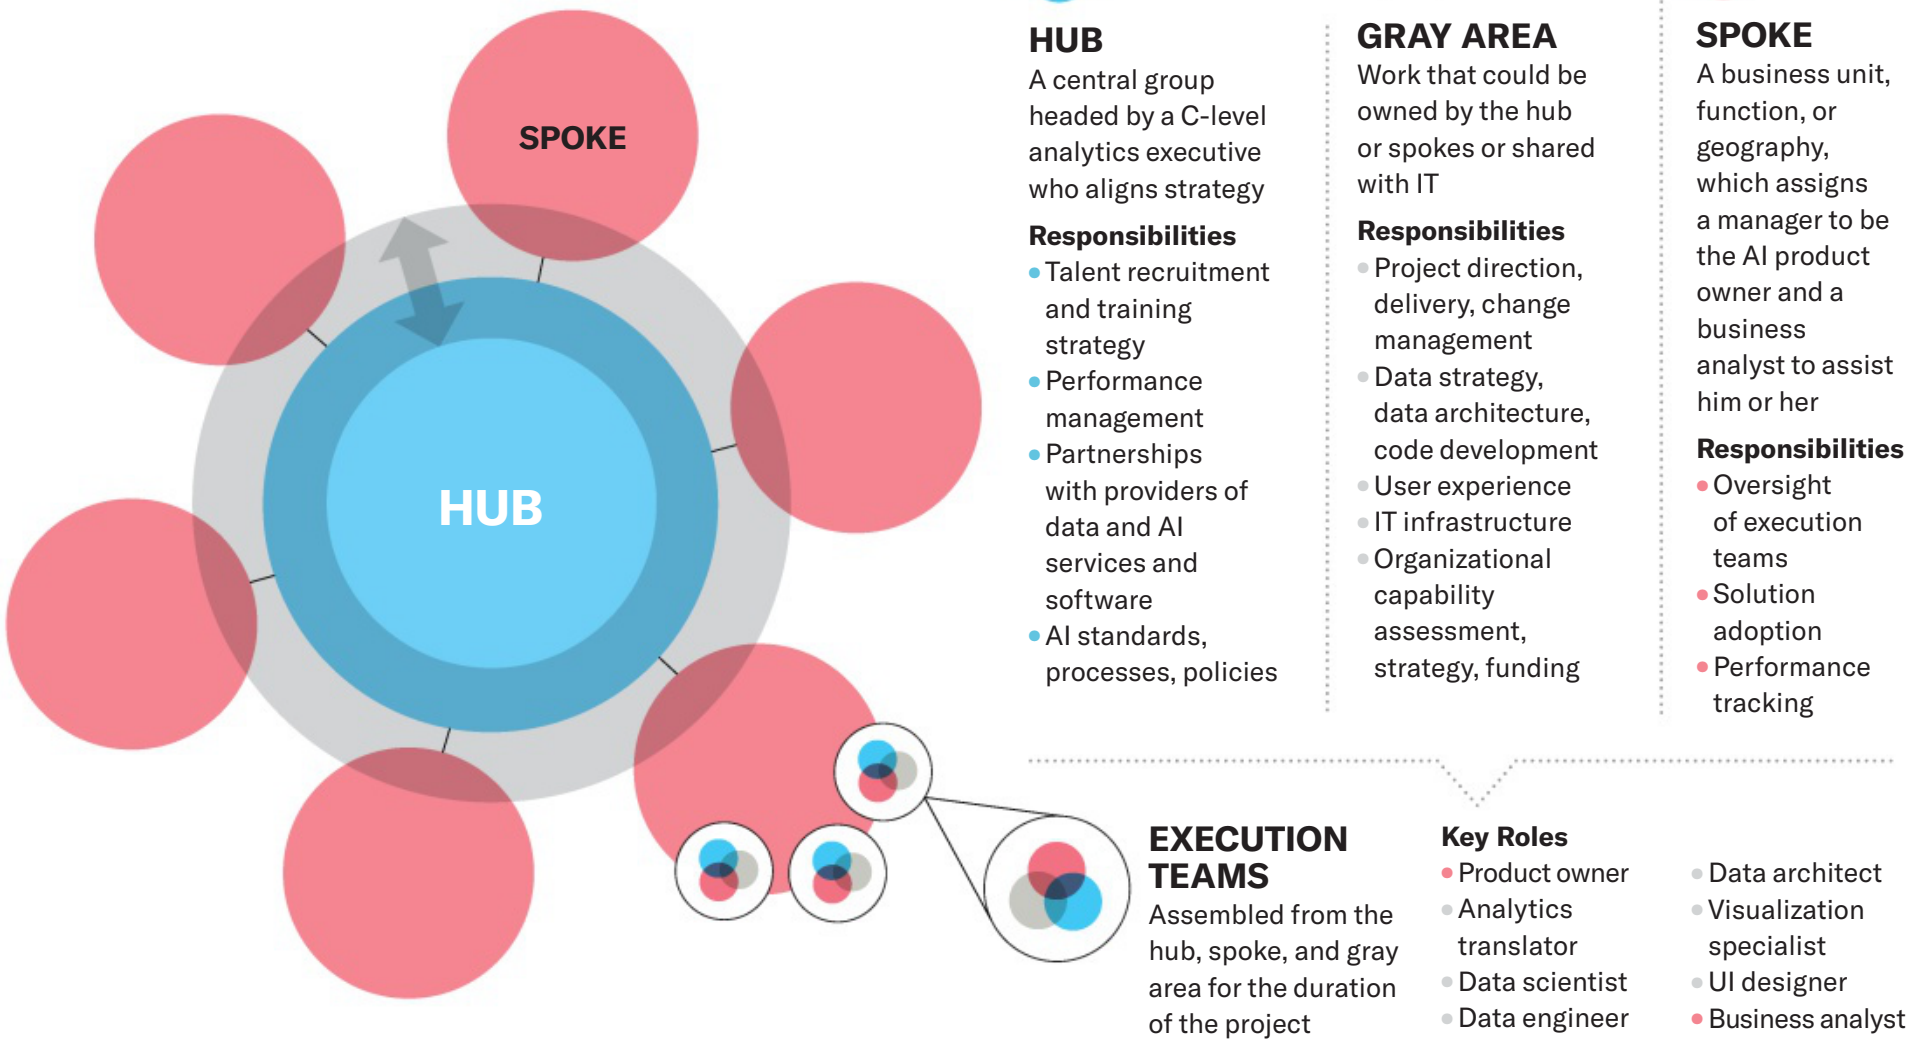 SPOKE
HUB
HUB
A central group
headed by a C-level
analytics executive
who aligns strategy
Responsibilities
• Talent recruitment
and training
strategy
• Performance
management
• Partnerships
with providers of
data and AI
services and
software
• AI standards,
processes, policies
GRAY AREA
Work that could be
owned by the hub
or spokes or shared
with IT
Responsibilities
• Project direction,
delivery, change
management
• Data strategy,
data architecture,
code development
• User experience
• IT infrastructure
• Organizational
capability
assessment,
strategy, funding
SPOKE
A business unit,
function, or
geography,
which assigns
a manager to be
the AI product
owner and a
business
analyst to assist
him or her
Responsibilities
• Oversight
of execution
teams
• Solution
adoption
• Performance
tracking
EXECUTION
TEAMS
Assembled from the
hub, spoke, and gray
area for the duration
of the project
Key Roles
• Product owner
• Analytics
translator
• Data scientist
• Data engineer
• Data architect
• Visualization
specialist
• UI designer
• Business analyst